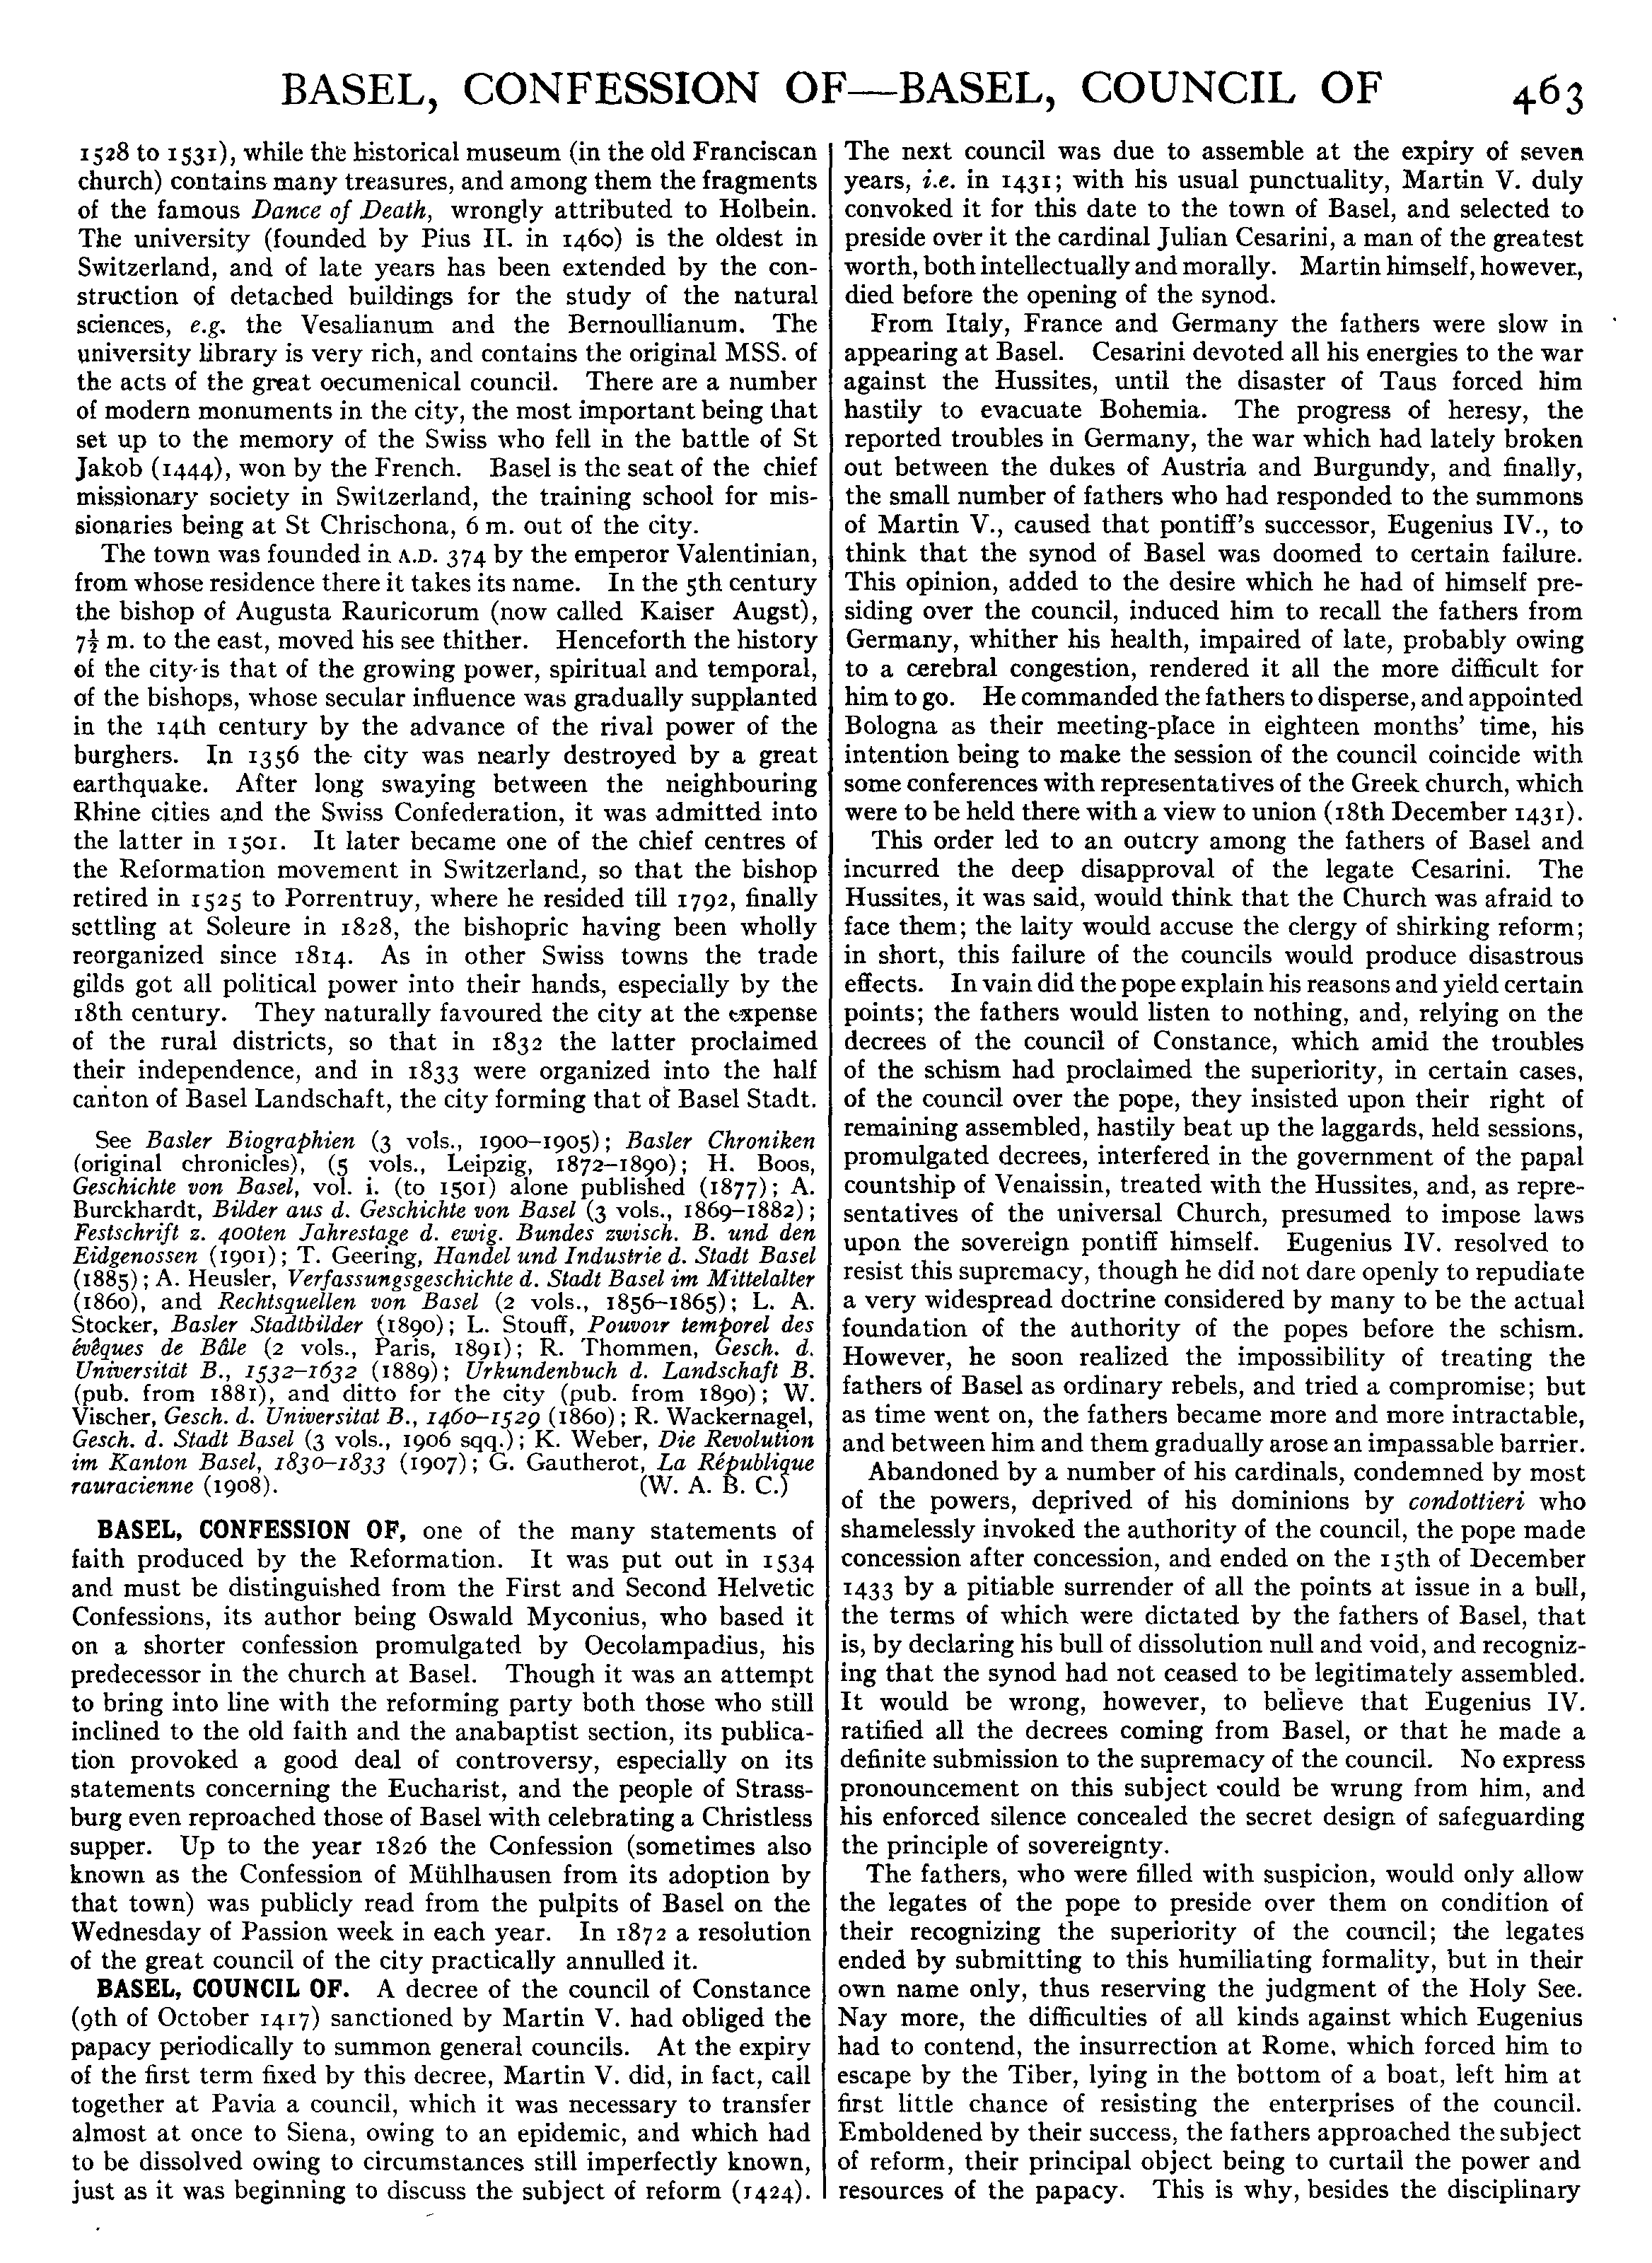 BASEL, CONFESSION OF—BASEL, COUNCIL OF 463
1528 to 1531), while the historical museum (in the old Franciscan
church) contains many treasures, and among them the fragments
of the famous Dance of Death, wrongly attributed to Holbein.
The university (founded by Pius II. in 1460) is the oldest in
Switzerland, and of late years has been extended by the con-
struction of detached buildings for the study of the natural
sciences, e.g. the Vesalianum and the Bernoullianum. The
university library is very rich, and contains the original MSS. of
the acts of the great oecumenical council. There are a number
of modern monuments in the city, the most important being that
set up to the memory of the Swiss who fell in the battle of St
Jakob (1444), won by the French. Basel is the seat of the chief
missionary society in Switzerland, the training school for mis-
sionaries being at St Chrischona, 6 m. out of the city.
The town was founded in A.D. 374 by the emperor Valentinian,
from whose residence there it takes its name. In the 5th century
the bishop of Augusta Rauricorum (now called Kaiser Augst),
7½ m. to the east, moved his see thither. Henceforth the history
of the city is that of the growing power, spiritual and temporal,
of the bishops, whose secular influence was gradually supplanted
in the 14th century by the advance of the rival power of the
burghers. In 1356 the city was nearly destroyed by a great
earthquake. After long swaying between the neighbouring
Rhine cities and the Swiss Confederation, it was admitted into
the latter in 1501. It later became one of the chief centres of
the Reformation movement in Switzerland, so that the bishop
retired in 1525 to Porrentruy, where he resided till 1792, finally
settling at Soleure in 1828, the bishopric having been wholly
reorganized since 1814. As in other Swiss towns the trade
gilds got all political power into their hands, especially by the
18th century. They naturally favoured the city at the expense
of the rural districts, so that in 1832 the latter proclaimed
their independence, and in 1833 were organized into the half
canton of Basel Landschaft, the city forming that of Basel Stadt.
See Basler Biographien (3 vols., 1900–1905); Basler Chroniken
(original chronicles), (5 vols., Leipzig, 1872–1890); H. Boos,
Geschichte von Basel, vol. i. (to 1501) alone published (1877); A.
Burckhardt, Bilder aus d. Geschichte von Basel (3 vols., 1869–1882);
Festschrift z. 400ten Jahrestage d. ewig. Bundes zwisch. B. und den
Eidgenossen (1901); T. Geering, Handel und Industrie d. Stadt Basel
(1885); A. Heusler, Verfassungsgeschichte d. Stadt Basel im Mittelalter
(1860), and Rechtsquellen von Basel (2 vols., 1856–1865); L. A.
Stocker, Basler Stadtbilder (1890); L. Stouff, Pouvoir temporel des
évêques de Bâle (2 vols., Paris, 1891); R. Thommen, Gesch. d.
Universität B., 1532–1632 (1889); Urkundenbuch d. Landschaft B.
(pub. from 1881), and ditto for the city (pub. from 1890); W.
Vischer, Gesch. d. Universitat B., 1460–1529 (1860); R. Wackernagel,
Gesch. d. Stadt Basel (3 vols., 1906 sqq.); K. Weber, Die Revolution
im Kanton Basel, 1830–1833 (1907); G. Gautherot, La République
rauracienne (1908). (W. A. B. C.)
BASEL, CONFESSION OF, one of the many statements of
faith produced by the Reformation. It was put out in 1534
and must be distinguished from the First and Second Helvetic
Confessions, its author being Oswald Myconius, who based it
on a shorter confession promulgated by Oecolampadius, his
predecessor in the church at Basel. Though it was an attempt
to bring into line with the reforming party both those who still
inclined to the old faith and the anabaptist section, its publica-
tion provoked a good deal of controversy, especially on its
statements concerning the Eucharist, and the people of Strass-
burg even reproached those of Basel with celebrating a Christless
supper. Up to the year 1826 the Confession (sometimes also
known as the Confession of Mühlhausen from its adoption by
that town) was publicly read from the pulpits of Basel on the
Wednesday of Passion week in each year. In 1872 a resolution
of the great council of the city practically annulled it.
BASEL, COUNCIL OF. A decree of the council of Constance
(9th of October 1417) sanctioned by Martin V. had obliged the
papacy periodically to summon general councils. At the expiry
of the first term fixed by this decree, Martin V. did, in fact, call
together at Pavia a council, which it was necessary to transfer
almost at once to Siena, owing to an epidemic, and which had
to be dissolved owing to circumstances still imperfectly known,
just as it was beginning to discuss the subject of reform (1424).
The next council was due to assemble at the expiry of seven
years, i.e. in 1431; with his usual punctuality, Martin V. duly
convoked it for this date to the town of Basel, and selected to
preside over it the cardinal Julian Cesarini, a man of the greatest
worth, both intellectually and morally. Martin himself, however,
died before the opening of the synod.
From Italy, France and Germany the fathers were slow in
appearing at Basel. Cesarini devoted all his energies to the war
against the Hussites, until the disaster of Taus forced him
hastily to evacuate Bohemia. The progress of heresy, the
reported troubles in Germany, the war which had lately broken
out between the dukes of Austria and Burgundy, and finally,
the small number of fathers who had responded to the summons
of Martin V., caused that pontiff's successor, Eugenius IV., to
think that the synod of Basel was doomed to certain failure.
This opinion, added to the desire which he had of himself pre-
siding over the council, induced him to recall the fathers from
Germany, whither his health, impaired of late, probably owing
to a cerebral congestion, rendered it all the more difficult for
him to go. He commanded the fathers to disperse, and appointed
Bologna as their meeting-place in eighteen months' time, his
intention being to make the session of the council coincide with
some conferences with representatives of the Greek church, which
were to be held there with a view to union (18th December 1431).
This order led to an outcry among the fathers of Basel and
incurred the deep disapproval of the legate Cesarini. The
Hussites, it was said, would think that the Church was afraid to
face them; the laity would accuse the clergy of shirking reform;
in short, this failure of the councils would produce disastrous
effects. In vain did the pope explain his reasons and yield certain
points; the fathers would listen to nothing, and, relying on the
decrees of the council of Constance, which amid the troubles
of the schism had proclaimed the superiority, in certain cases,
of the council over the pope, they insisted upon their right of
remaining assembled, hastily beat up the laggards, held sessions,
promulgated decrees, interfered in the government of the papal
countship of Venaissin, treated with the Hussites, and, as repre-
sentatives of the universal Church, presumed to impose laws
upon the sovereign pontiff himself. Eugenius IV. resolved to
resist this supremacy, though he did not dare openly to repudiate
a very widespread doctrine considered by many to be the actual
foundation of the authority of the popes before the schism.
However, he soon realized the impossibility of treating the
fathers of Basel as ordinary rebels, and tried a compromise; but
as time went on, the fathers became more and more intractable,
and between him and them gradually arose an impassable barrier.
Abandoned by a number of his cardinals, condemned by most
of the powers, deprived of his dominions by condottieri who
shamelessly invoked the authority of the council, the pope made
concession after concession, and ended on the 15th of December
1433 by a pitiable surrender of all the points at issue in a bull,
the terms of which were dictated by the fathers of Basel, that
is, by declaring his bull of dissolution null and void, and recogniz-
ing that the synod had not ceased to be legitimately assembled.
It would be wrong, however, to believe that Eugenius IV.
ratified all the decrees coming from Basel, or that he made a
definite submission to the supremacy of the council. No express
pronouncement on this subject could be wrung from him, and
his enforced silence concealed the secret design of safeguarding
the principle of sovereignty.
The fathers, who were filled with suspicion, would only allow
the legates of the pope to preside over them on condition of
their recognizing the superiority of the council; the legates
ended by submitting to this humiliating formality, but in their
own name only, thus reserving the judgment of the Holy See.
Nay more, the difficulties of all kinds against which Eugenius
had to contend, the insurrection at Rome, which forced him to
escape by the Tiber, lying in the bottom of a boat, left him at
first little chance of resisting the enterprises of the council.
Emboldened by their success, the fathers approached the subject
of reform, their principal object being to curtail the power and
resources of the papacy. This is why, besides the disciplinary